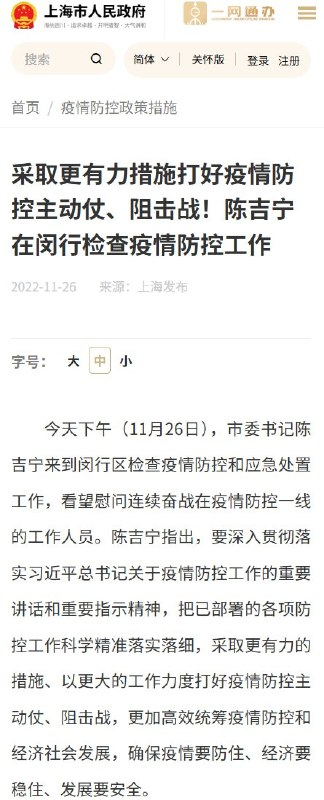 上海市人民政府
一网通办
搜索
简体 关怀版 登录 注册
首页 / 疫情防控政策措施
采取更有力措施打好疫情防
控主动仗、阻击战！陈吉宁
在闵行检查疫情防控工作
2022-11-26 来源：上海发布
字号： 大 中 小
今天下午（11月26日），市委书记陈
吉宁来到闵行区检查疫情防控和应急处置
工作，看望慰问连续奋战在疫情防控一线
的工作人员。陈吉宁指出，要深入贯彻落
实习近平总书记关于疫情防控工作的重要
讲话和重要指示精神，把已部署的各项防
控工作科学精准落实落细，采取更有力的
措施、以更大的工作力度打好疫情防控主
动仗、阻击战，更加高效统筹疫情防控和
经济社会发展，确保疫情要防住、经济要
稳住、发展要安全。